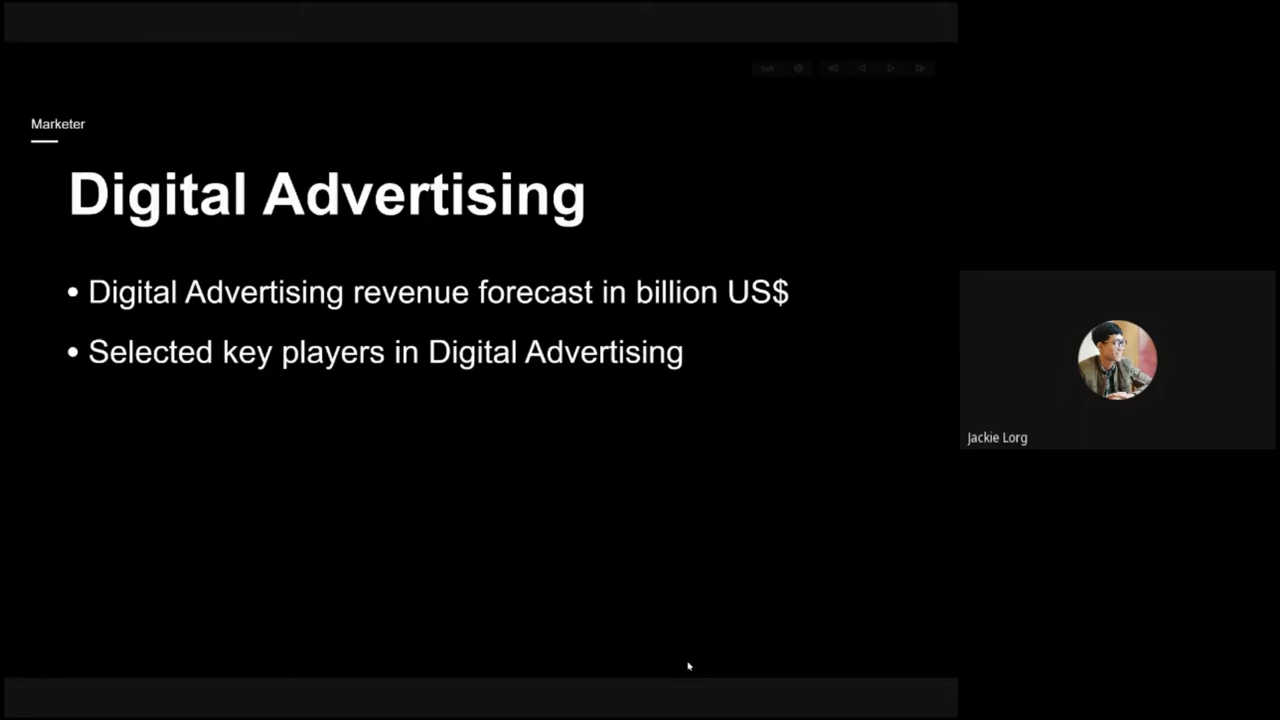 Marketer
Digital Advertising
• Digital Advertising revenue forecast in billion US$
• Selected key players in Digital Advertising
Jackie Lorg